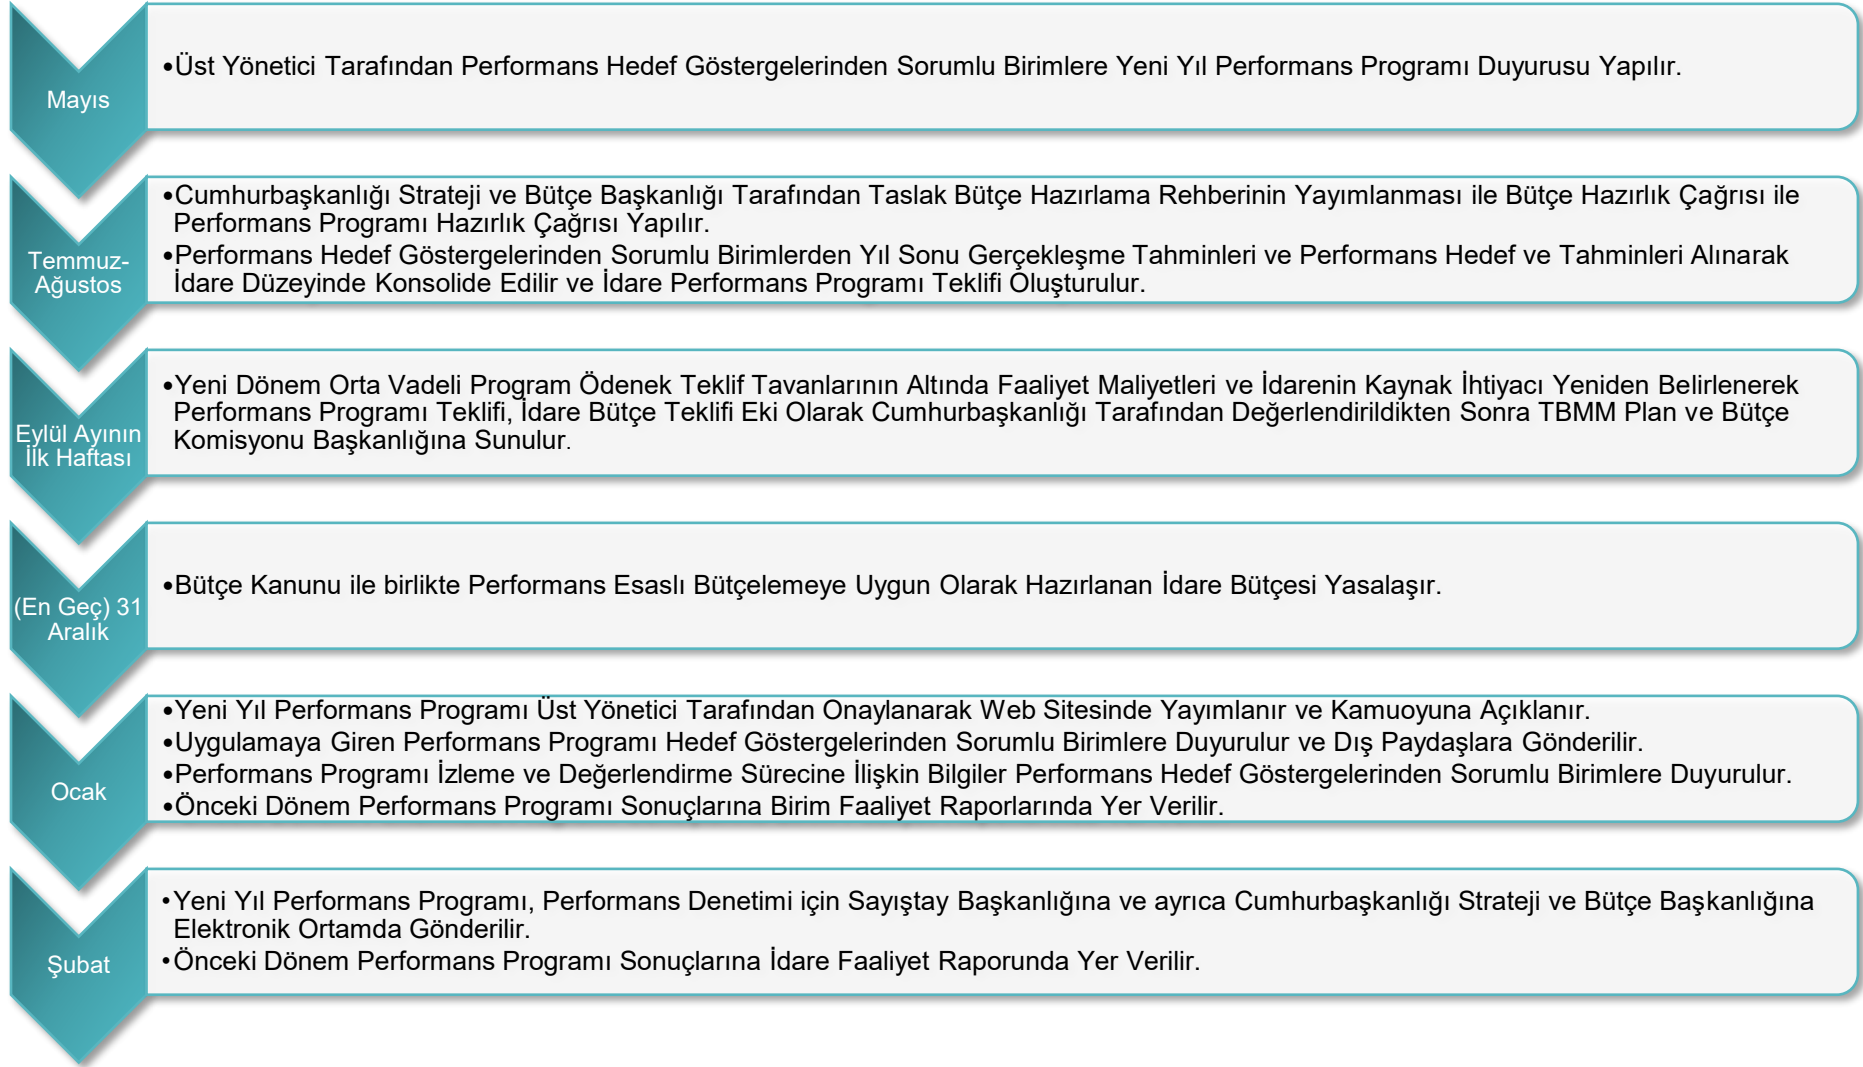 Mayıs
•Üst Yönetici Tarafından Performans Hedef Göstergelerinden Sorumlu Birimlere Yeni Yıl Performans Programı Duyurusu Yapılır.
Temmuz-
Ağustos
•Cumhurbaşkanlığı Strateji ve Bütçe Başkanlığı Tarafından Taslak Bütçe Hazırlama Rehberinin Yayımlanması ile Bütçe Hazırlık Çağrısı ile
Performans Programı Hazırlık Çağrısı Yapılır.
•Performans Hedef Göstergelerinden Sorumlu Birimlerden Yıl Sonu Gerçekleşme Tahminleri ve Performans Hedef ve Tahminleri Alınarak
İdare Düzeyinde Konsolide Edilir ve İdare Performans Programı Teklifi Oluşturulur.
Eylül Ayının
İlk Haftası
•Yeni Dönem Orta Vadeli Program Ödenek Teklif Tavanlarının Altında Faaliyet Maliyetleri ve İdarenin Kaynak İhtiyacı Yeniden Belirlenerek
Performans Programı Teklifi, İdare Bütçe Teklifi Eki Olarak Cumhurbaşkanlığı Tarafından Değerlendirildikten Sonra TBMM Plan ve Bütçe
Komisyonu Başkanlığına Sunulur.
(En Geç) 31
Aralık
•Bütçe Kanunu ile birlikte Performans Esaslı Bütçelemeye Uygun Olarak Hazırlanan İdare Bütçesi Yasalaşır.
Ocak
•Yeni Yıl Performans Programı Üst Yönetici Tarafından Onaylanarak Web Sitesinde Yayımlanır ve Kamuoyuna Açıklanır.
•Uygulamaya Giren Performans Programı Hedef Göstergelerinden Sorumlu Birimlere Duyurulur ve Dış Paydaşlara Gönderilir.
•Performans Programı İzleme ve Değerlendirme Sürecine İlişkin Bilgiler Performans Hedef Göstergelerinden Sorumlu Birimlere Duyurulur.
•Önceki Dönem Performans Programı Sonuçlarına Birim Faaliyet Raporlarında Yer Verilir.
Şubat
•Yeni Yıl Performans Programı, Performans Denetimi için Sayıştay Başkanlığına ve ayrıca Cumhurbaşkanlığı Strateji ve Bütçe Başkanlığına
Elektronik Ortamda Gönderilir.
•Önceki Dönem Performans Programı Sonuçlarına İdare Faaliyet Raporunda Yer Verilir.